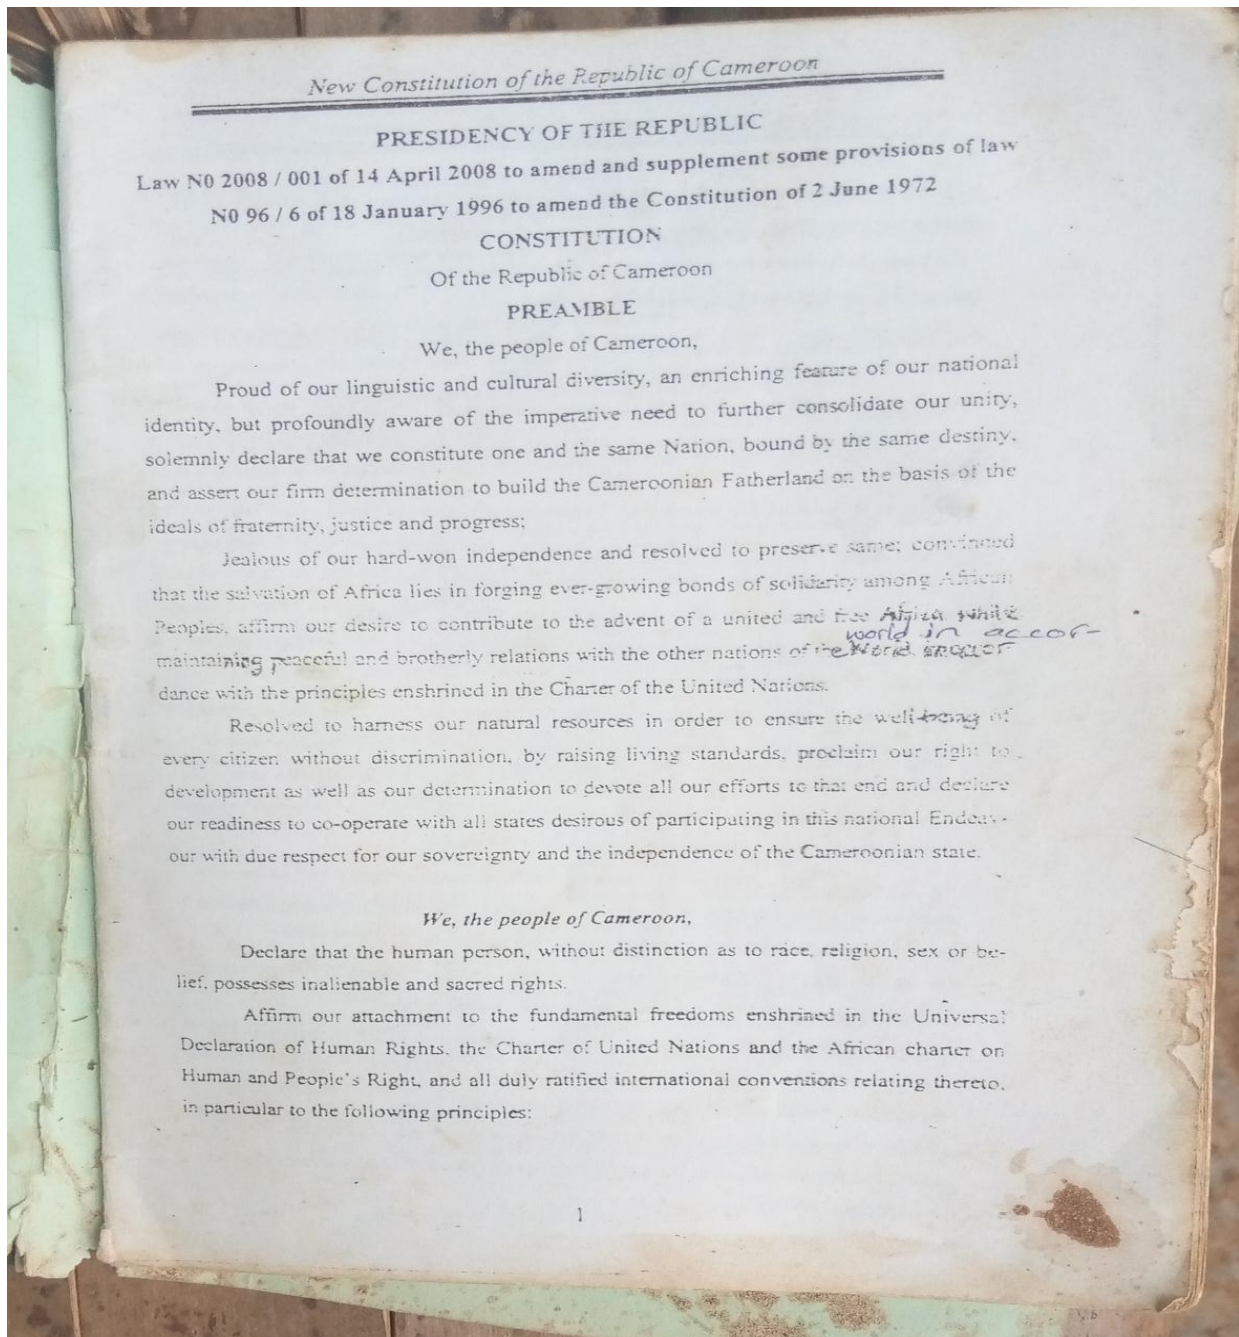 New Constitution of the Republic of Cameroon
PRESIDENCY OF THE REPUBLIC
Law N0 2008 / 001 of 14 April 2008 to amend and supplement some provisions of law
N0 96 / 6 of 18 January 1996 to amend the Constitution of 2 June 1972
CONSTITUTION
Of the Republic of Cameroon
PREAMBLE
We, the people of Cameroon,
Proud of our linguistic and cultural diversity, an enriching feature of our national
identity, but profoundly aware of the imperative need to further consolidate our unity,
solemnly declare that we constitute one and the same Nation, bound by the same destiny,
and assert our firm determination to build the Cameroonian Fatherland on the basis of the
ideals of fraternity, justice and progress;
Jealous of our hard-won independence and resolved to preserve same; convinced
that the salvation of Africa lies in forging ever-growing bonds of solidarity among African
Peoples, affirm our desire to contribute to the advent of a united and free Africa while
world in accor-
maintaining peaceful and brotherly relations with the other nations of the World
dance with the principles enshrined in the Charter of the United Nations.
Resolved to harness our natural resources in order to ensure the well-being of
every citizen without discrimination, by raising living standards, proclaim our right to
development as well as our determination to devote all our efforts to that end and declare
our readiness to co-operate with all states desirous of participating in this national Endeav-
our with due respect for our sovereignty and the independence of the Cameroonian state.
We, the people of Cameroon,
Declare that the human person, without distinction as to race, religion, sex or be-
lief, possesses inalienable and sacred rights.
Affirm our attachment to the fundamental freedoms enshrined in the Universal
Declaration of Human Rights, the Charter of United Nations and the African charter on
Human and People's Right, and all duly ratified international conventions relating thereto,
in particular to the following principles:
1